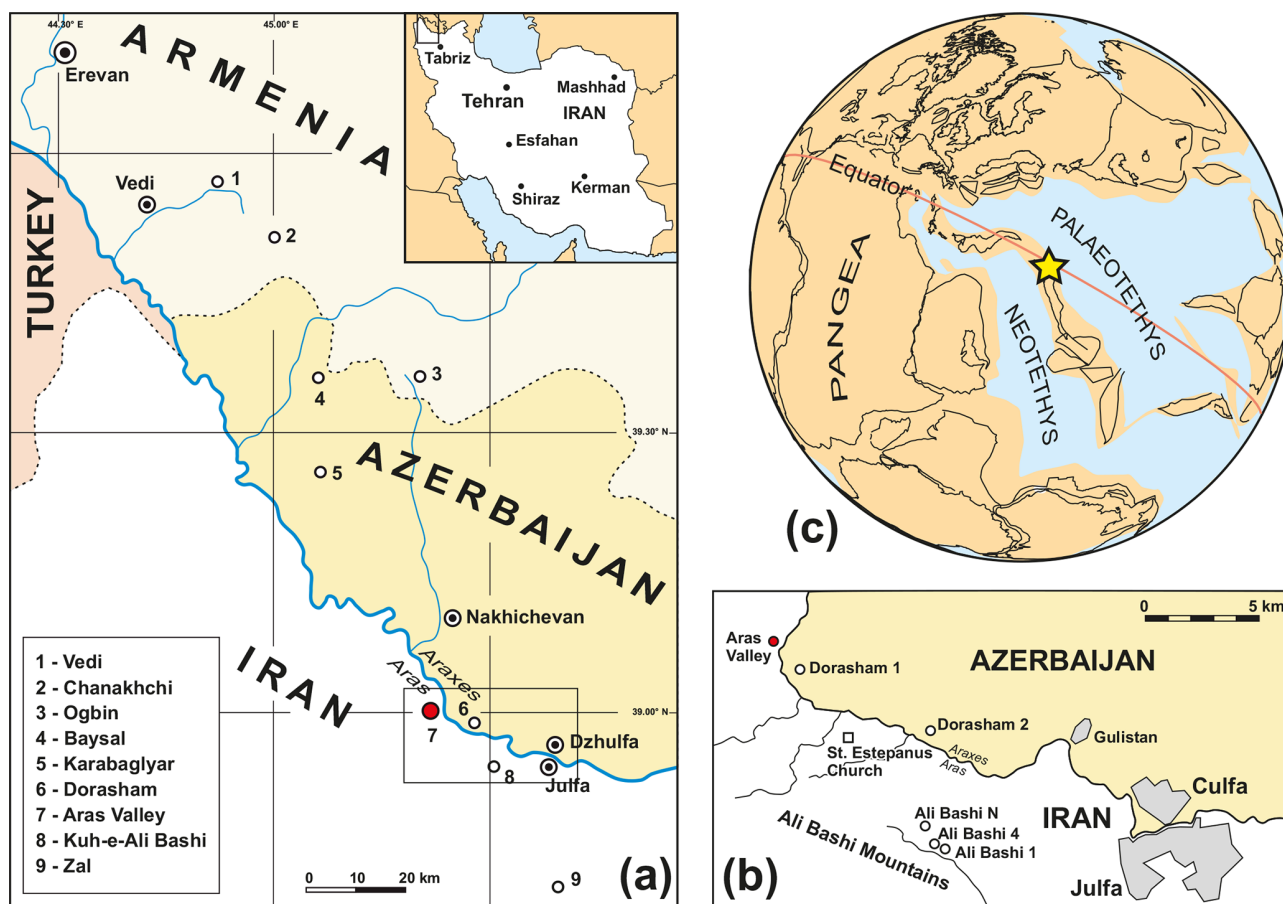 44.30° E
45.00° E
ARMENIA
Erevan
Vedi
1
2
TURKEY
3
4
39.30° N
5
AZERBAIJAN
Nakhichevan
IRAN
Aras
Araxes
39.00° N
6
7
Dzhulfa
8
Julfa
9
1 - Vedi
2 - Chanakhchi
3 - Ogbin
4 - Baysal
5 - Karabaglyar
6 - Dorasham
7 - Aras Valley
8 - Kuh-e-Ali Bashi
9 - Zal
0 10 20 km
(a)
Tabriz
Tehran
Mashhad
IRAN
Esfahan
Shiraz
Kerman
Equator
PANGEA
PALAEOTETHYS
NEOTETHYS
(c)
0 5 km
Aras
Valley
Dorasham 1
AZERBAIJAN
Dorasham 2
St. Estepanus
Church
Araxes
Aras
Gulistan
Culfa
IRAN
Ali Bashi N
Ali Bashi 4
Ali Bashi 1
Ali Bashi Mountains
Julfa
(b)